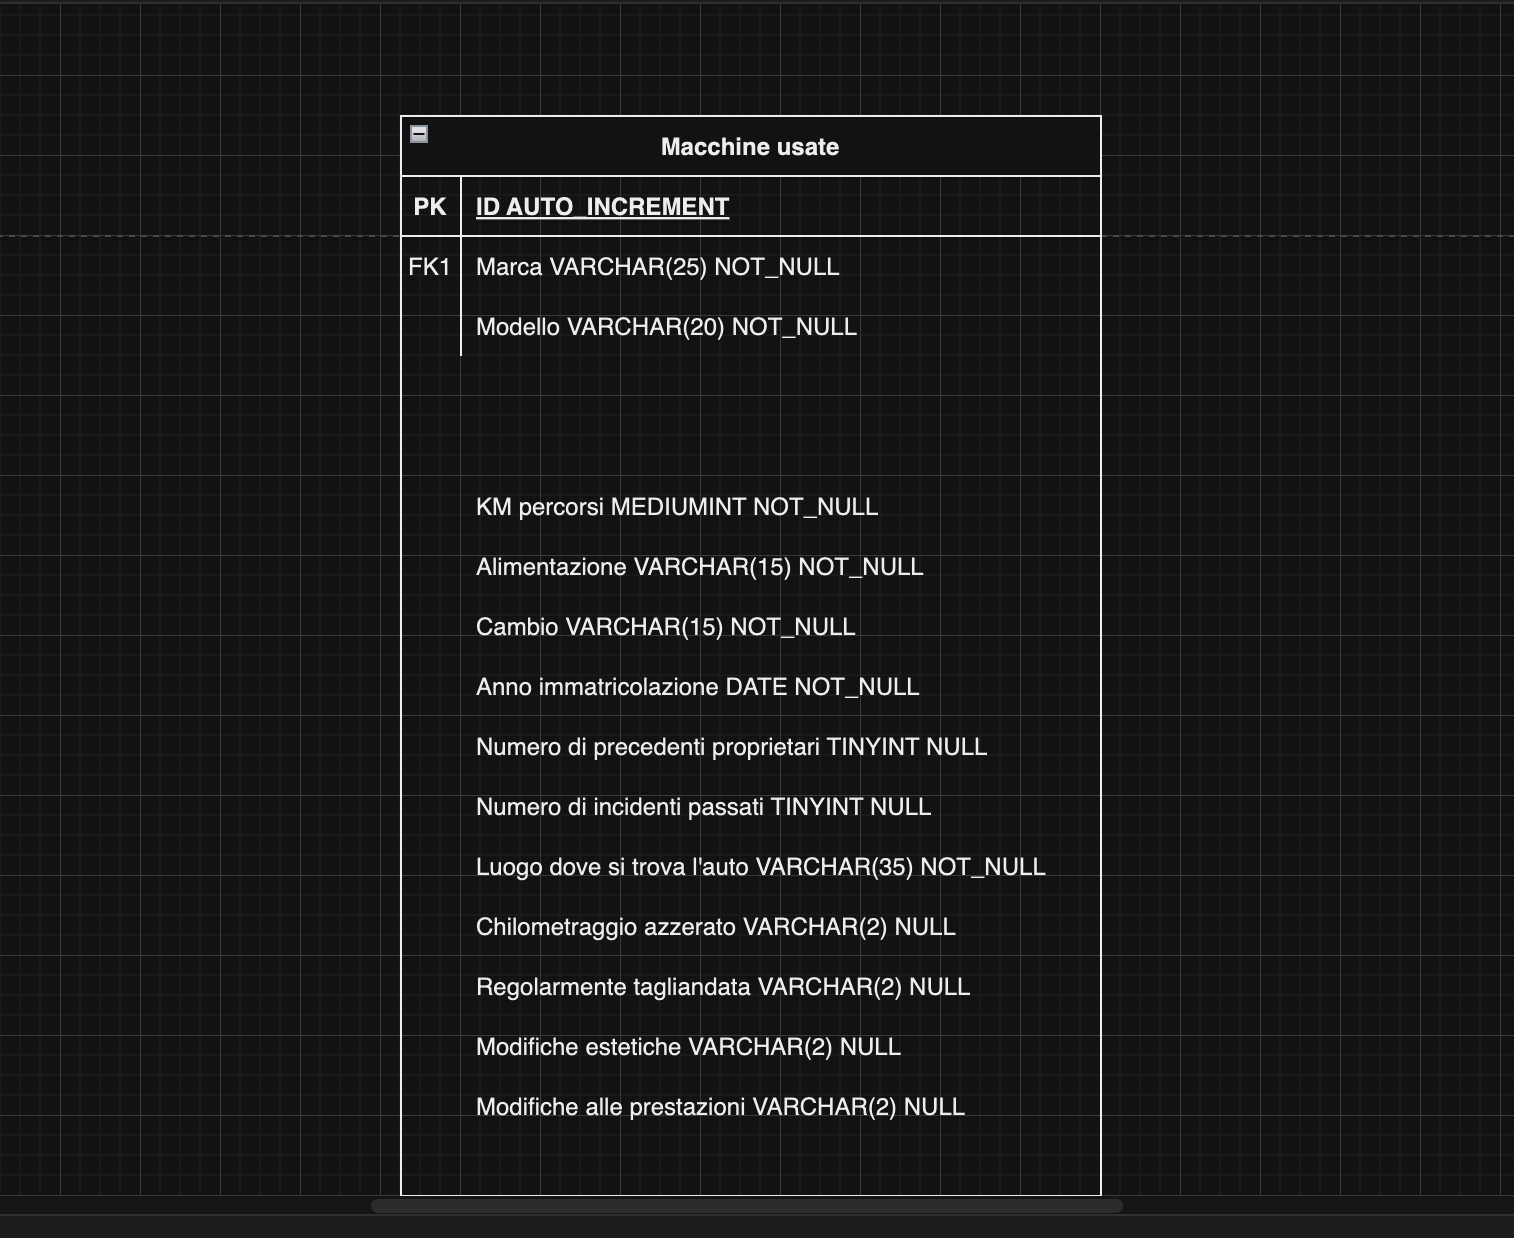 Macchine usate
PK ID AUTO_INCREMENT
FK1 Marca VARCHAR(25) NOT_NULL
Modello VARCHAR(20) NOT_NULL
KM percorsi MEDIUMINT NOT_NULL
Alimentazione VARCHAR(15) NOT_NULL
Cambio VARCHAR(15) NOT_NULL
Anno immatricolazione DATE NOT_NULL
Numero di precedenti proprietari TINYINT NULL
Numero di incidenti passati TINYINT NULL
Luogo dove si trova l'auto VARCHAR(35) NOT_NULL
Chilometraggio azzerato VARCHAR(2) NULL
Regolarmente tagliandata VARCHAR(2) NULL
Modifiche estetiche VARCHAR(2) NULL
Modifiche alle prestazioni VARCHAR(2) NULL